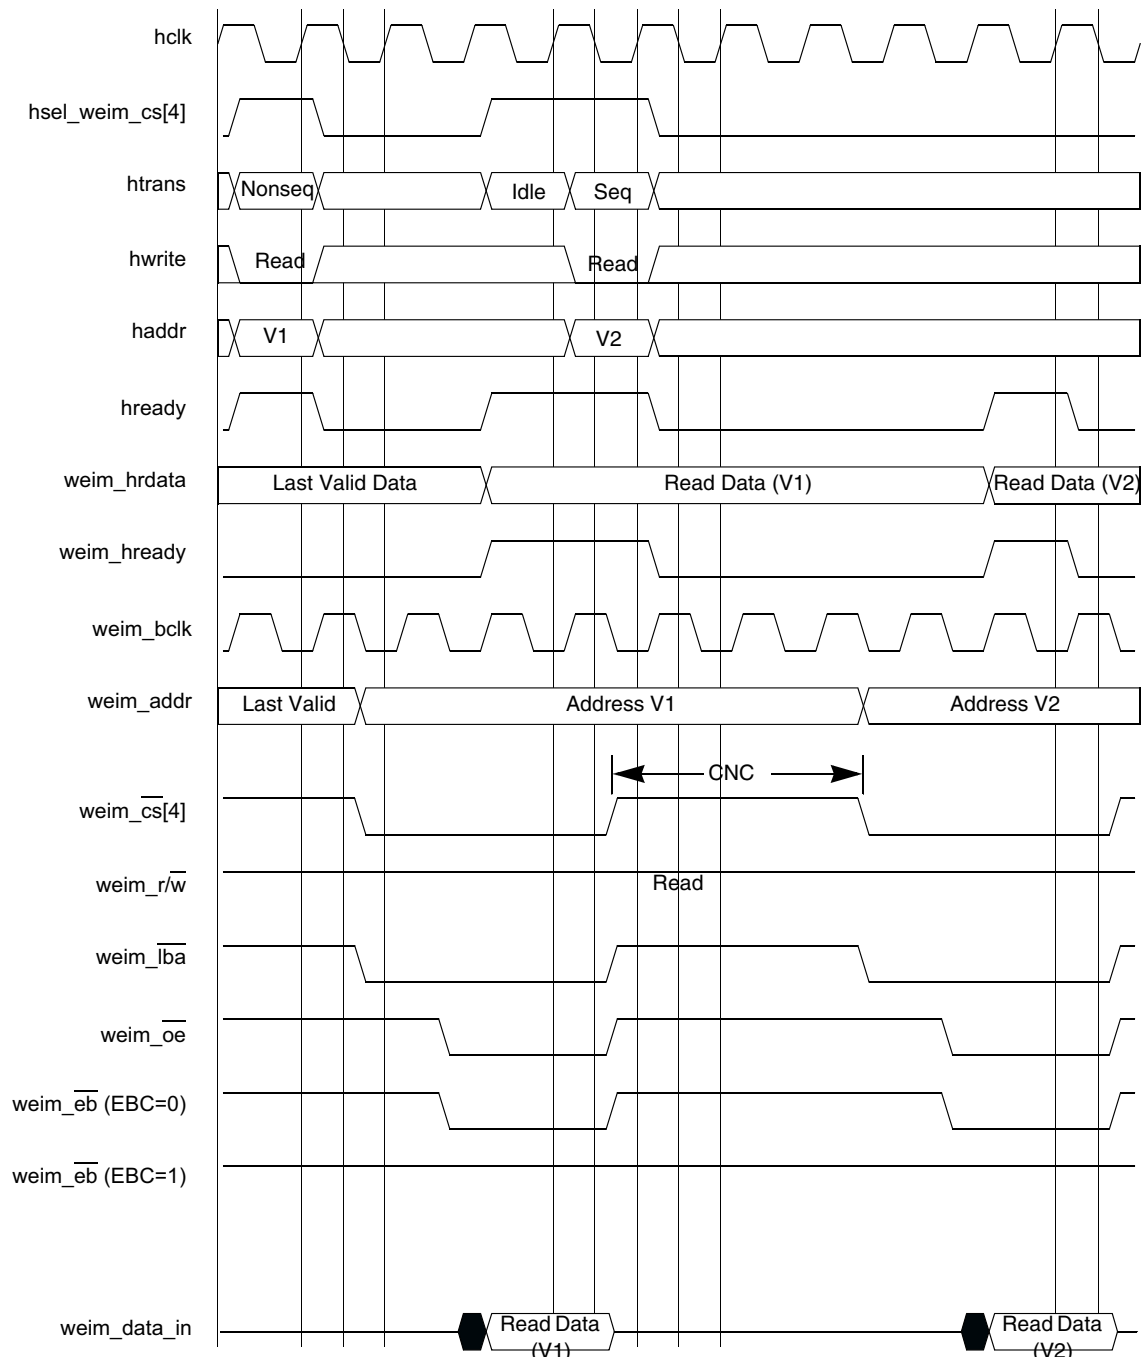 hclk
hsel_weim_cs[4]
htrans
Nonseq
Idle
Seq
hwrite
Read
Read
haddr
V1
V2
hready
weim_hrdata
Last Valid Data
Read Data (V1)
Read Data (V2)
weim_hready
weim_bclk
weim_addr
Last Valid
Address V1
Address V2
CNC
weim_cs[4]
weim_r/w
Read
weim_lba
weim_oe
weim_eb (EBC=0)
weim_eb (EBC=1)
weim_data_in
Read Data
(V1)
Read Data
(V2)